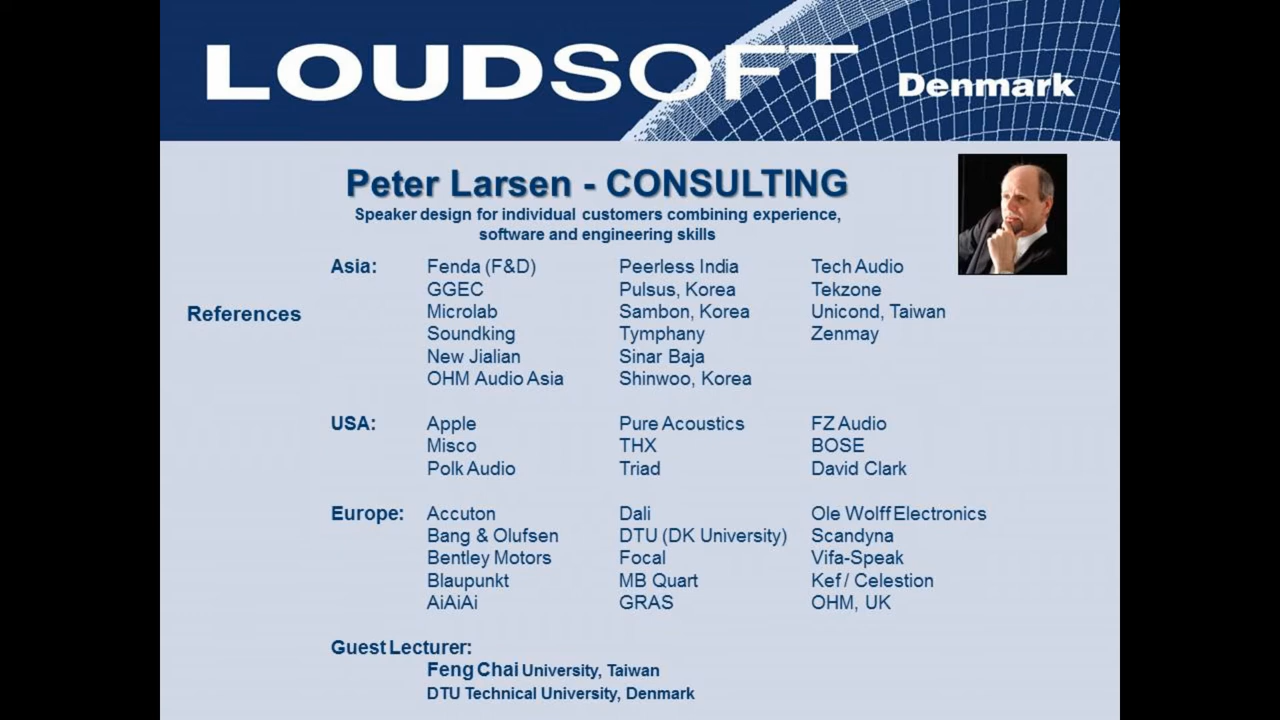 LOUDSOFT Denmark
Peter Larsen - CONSULTING
Speaker design for individual customers combining experience,
software and engineering skills
References
Asia: Fenda (F&D) Peerless India Tech Audio
GGEC Pulsus, Korea Tekzone
Microlab Sambon, Korea Unicond, Taiwan
Soundking Tymphany Zenmay
New Jialian Sinar Baja
OHM Audio Asia Shinwoo, Korea
USA: Apple Pure Acoustics FZ Audio
Misco THX BOSE
Polk Audio Triad David Clark
Europe: Accuton Dali Ole Wolff Electronics
Bang & Olufsen DTU (DK University) Scandyna
Bentley Motors Focal Vifa-Speak
Blaupunkt MB Quart Kef / Celestion
AiAiAi GRAS OHM, UK
Guest Lecturer:
Feng Chai University, Taiwan
DTU Technical University, Denmark